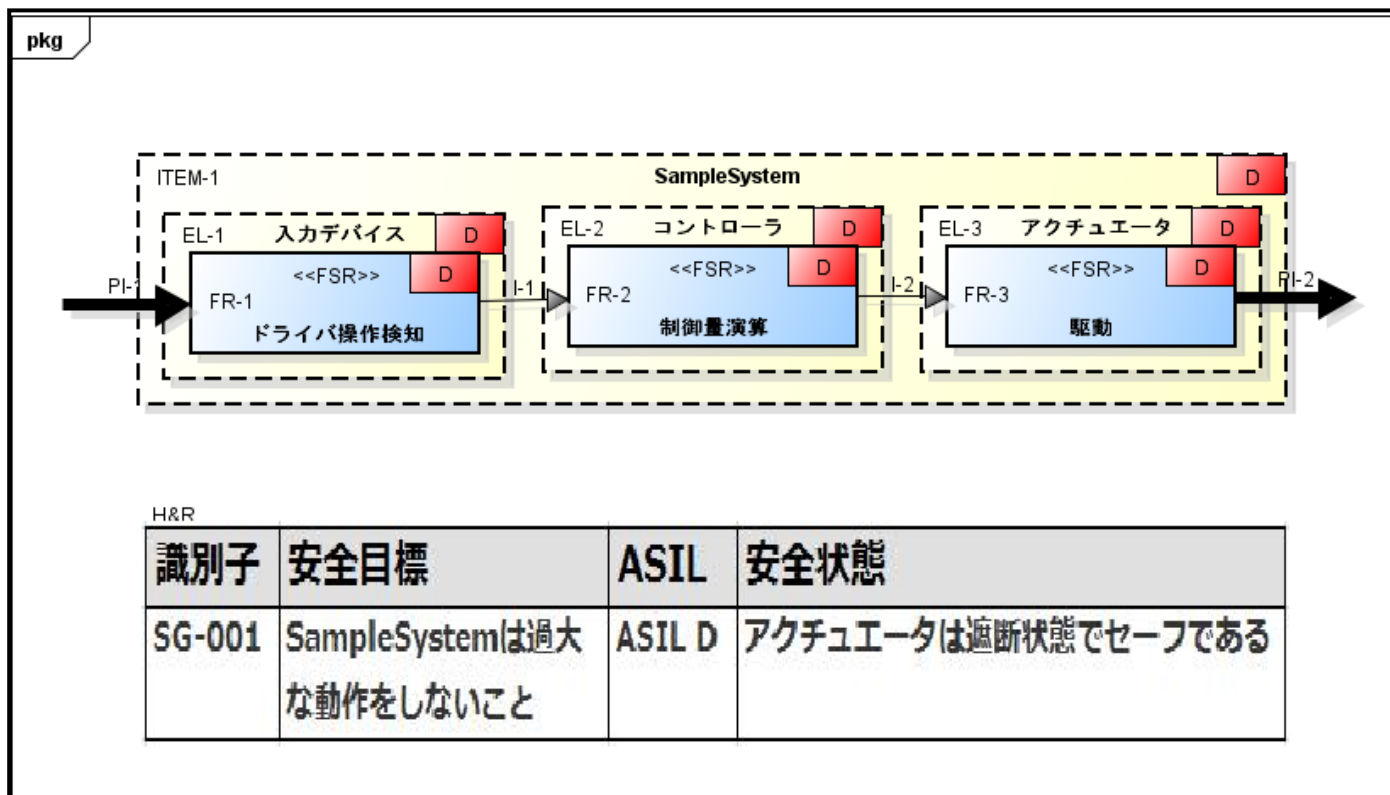 pkg
ITEM-1 SampleSystem D
EL-1 入力デバイス D
EL-2 コントローラ D
EL-3 アクチュエータ D
<<FSR>> D
<<FSR>> D
<<FSR>> D
PI-1 FR-1 I-1 FR-2 I-2 FR-3 PI-2
ドライバ操作検知
制御量演算
駆動
H&R
識別子 安全目標 ASIL 安全状態
SG-001 SampleSystemは過大 ASIL D アクチュエータは遮断状態でセーフである
な動作をしないこと